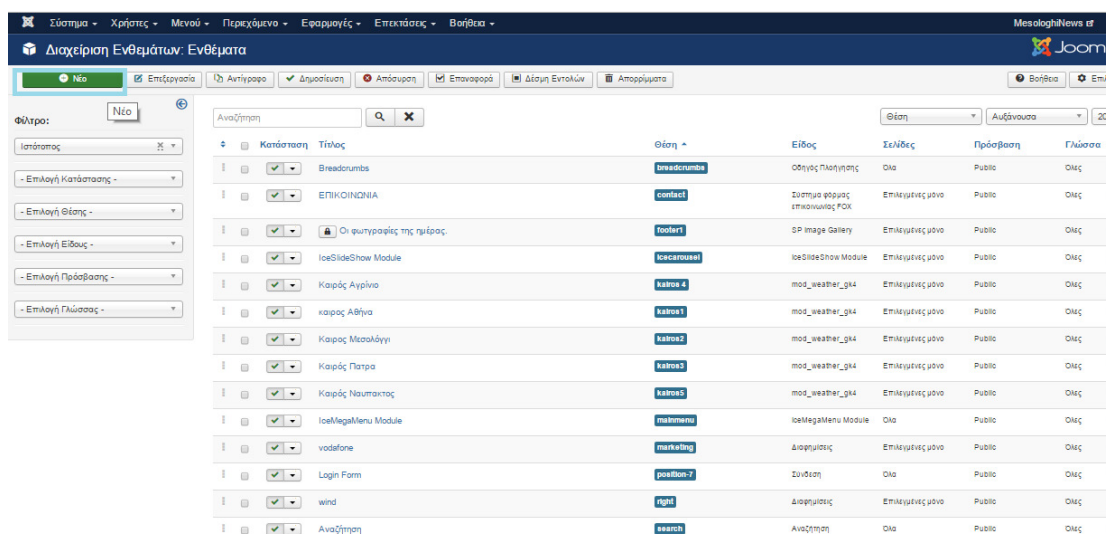 Σύστημα Χρήστες Μενού Περιεχόμενο Εφαρμογές Επεκτάσεις Βοήθεια MesologhiNews
Διαχείριση Ενθεμάτων: Ενθέματα Joom
Νέο Επεξεργασία Αντίγραφο Δημοσίευση Απόσυρση Επαναφορά Δέσμη Εντολών Απορρίμματα Βοήθεια Επι
Νέο
Φίλτρο:
Αναζήτηση Θέση Αύξουσα 20
Ιστότοπος
- Επιλογή Κατάστασης -
- Επιλογή Θέσης -
- Επιλογή Είδους -
- Επιλογή Πρόσβασης -
- Επιλογή Γλώσσας -
Κατάσταση Τίτλος Θέση Είδος Σελίδες Πρόσβαση Γλώσσα
Breadcrumbs breadcrumbs Οδηγός Πλοήγησης Όλα Public Όλες
ΕΠΙΚΟΙΝΩΝΙΑ contact Σύστημα φόρμας επικοινωνίας FOX Επιλεγμένες μόνο Public Όλες
Οι φωτγραφίες της ημέρας. footer1 SP Image Gallery Επιλεγμένες μόνο Public Όλες
IceSlideShow Module icecarousel IceSlideShow Module Επιλεγμένες μόνο Public Όλες
Καιρός Αγρίνιο kairos 4 mod_weather_gk4 Επιλεγμένες μόνο Public Όλες
καιρος Αθήνα kairos1 mod_weather_gk4 Επιλεγμένες μόνο Public Όλες
Καιρος Μεσολόγγι kairos2 mod_weather_gk4 Επιλεγμένες μόνο Public Όλες
Καιρός Πατρα kairos3 mod_weather_gk4 Επιλεγμένες μόνο Public Όλες
Καιρός Ναυπακτος kairos5 mod_weather_gk4 Επιλεγμένες μόνο Public Όλες
IceMegaMenu Module mainmenu IceMegaMenu Module Όλα Public Όλες
vodafone marketing Διαφημίσεις Επιλεγμένες μόνο Public Όλες
Login Form position-7 Σύνδεση Όλα Public Όλες
wind right Διαφημίσεις Επιλεγμένες μόνο Public Όλες
Αναζήτηση search Αναζήτηση Όλα Public Όλες